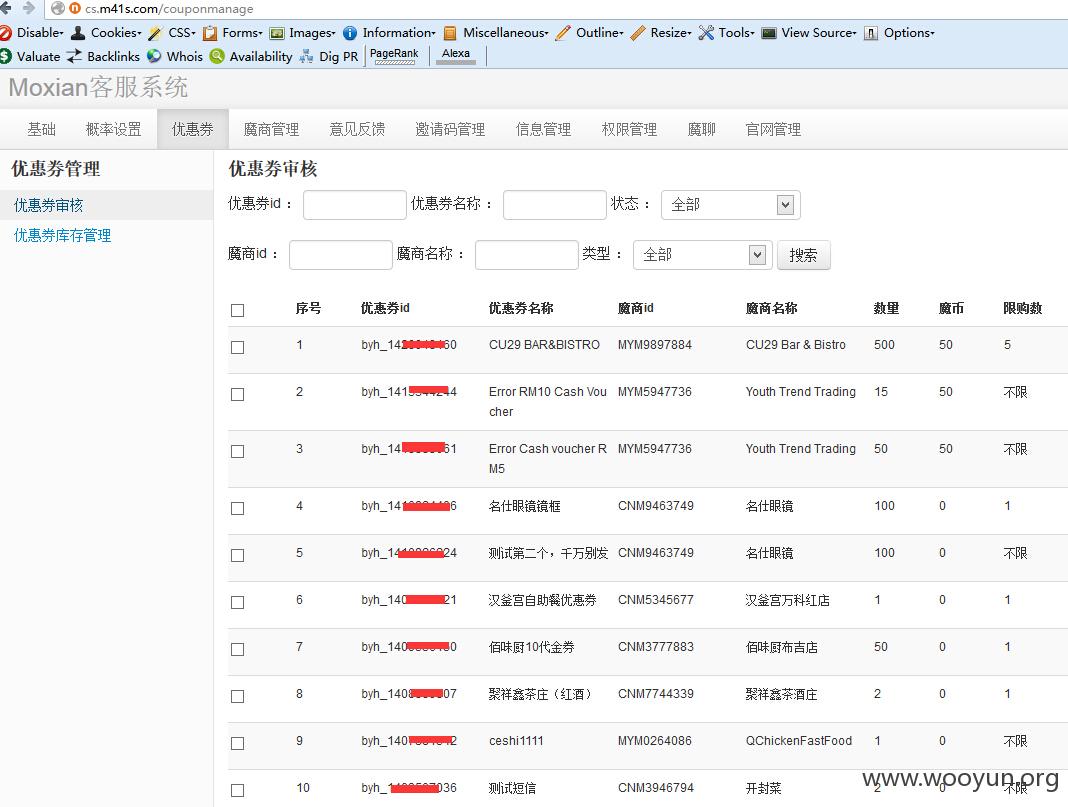 cs.m41s.com/couponmanage
Disable Cookies CSS Forms Images Information Miscellaneous Outline Resize Tools View Source Options
Valuate Backlinks Whois Availability Dig PR PageRank Alexa
Moxian客服系统
基础 概率设置 优惠券 魔商管理 意见反馈 邀请码管理 信息管理 权限管理 魔聊 官网管理
优惠券管理
优惠券审核
优惠券库存管理
优惠券审核
优惠券id： 优惠券名称： 状态： 全部
魔商id： 魔商名称： 类型： 全部 搜索
序号 优惠券id 优惠券名称 魔商id 魔商名称 数量 魔币 限购数
1 byh_142 60 CU29 BAR&BISTRO MYM9897884 CU29 Bar & Bistro 500 50 5
2 byh_141 44 Error RM10 Cash Vou MYM5947736 Youth Trend Trading 15 50 不限
cher
3 byh_14 61 Error Cash voucher R MYM5947736 Youth Trend Trading 50 50 不限
M5
4 byh_14 6 名仕眼镜镜框 CNM9463749 名仕眼镜 100 0 1
5 byh_14 24 测试第二个，千万别发 CNM9463749 名仕眼镜 100 0 不限
6 byh_140 21 汉釜宫自助餐优惠券 CNM5345677 汉釜宫万科红店 1 0 1
7 byh_140 0 佰味厨10代金券 CNM3777883 佰味厨布吉店 50 0 1
8 byh_140 07 聚祥鑫茶庄（红酒） CNM7744339 聚祥鑫茶酒庄 2 0 1
9 byh_140 2 ceshi1111 MYM0264086 QChickenFastFood 1 0 不限
10 byh_1 036 测试短信 CNM3946794 开封菜 2 0 不限
www.wooyun.org